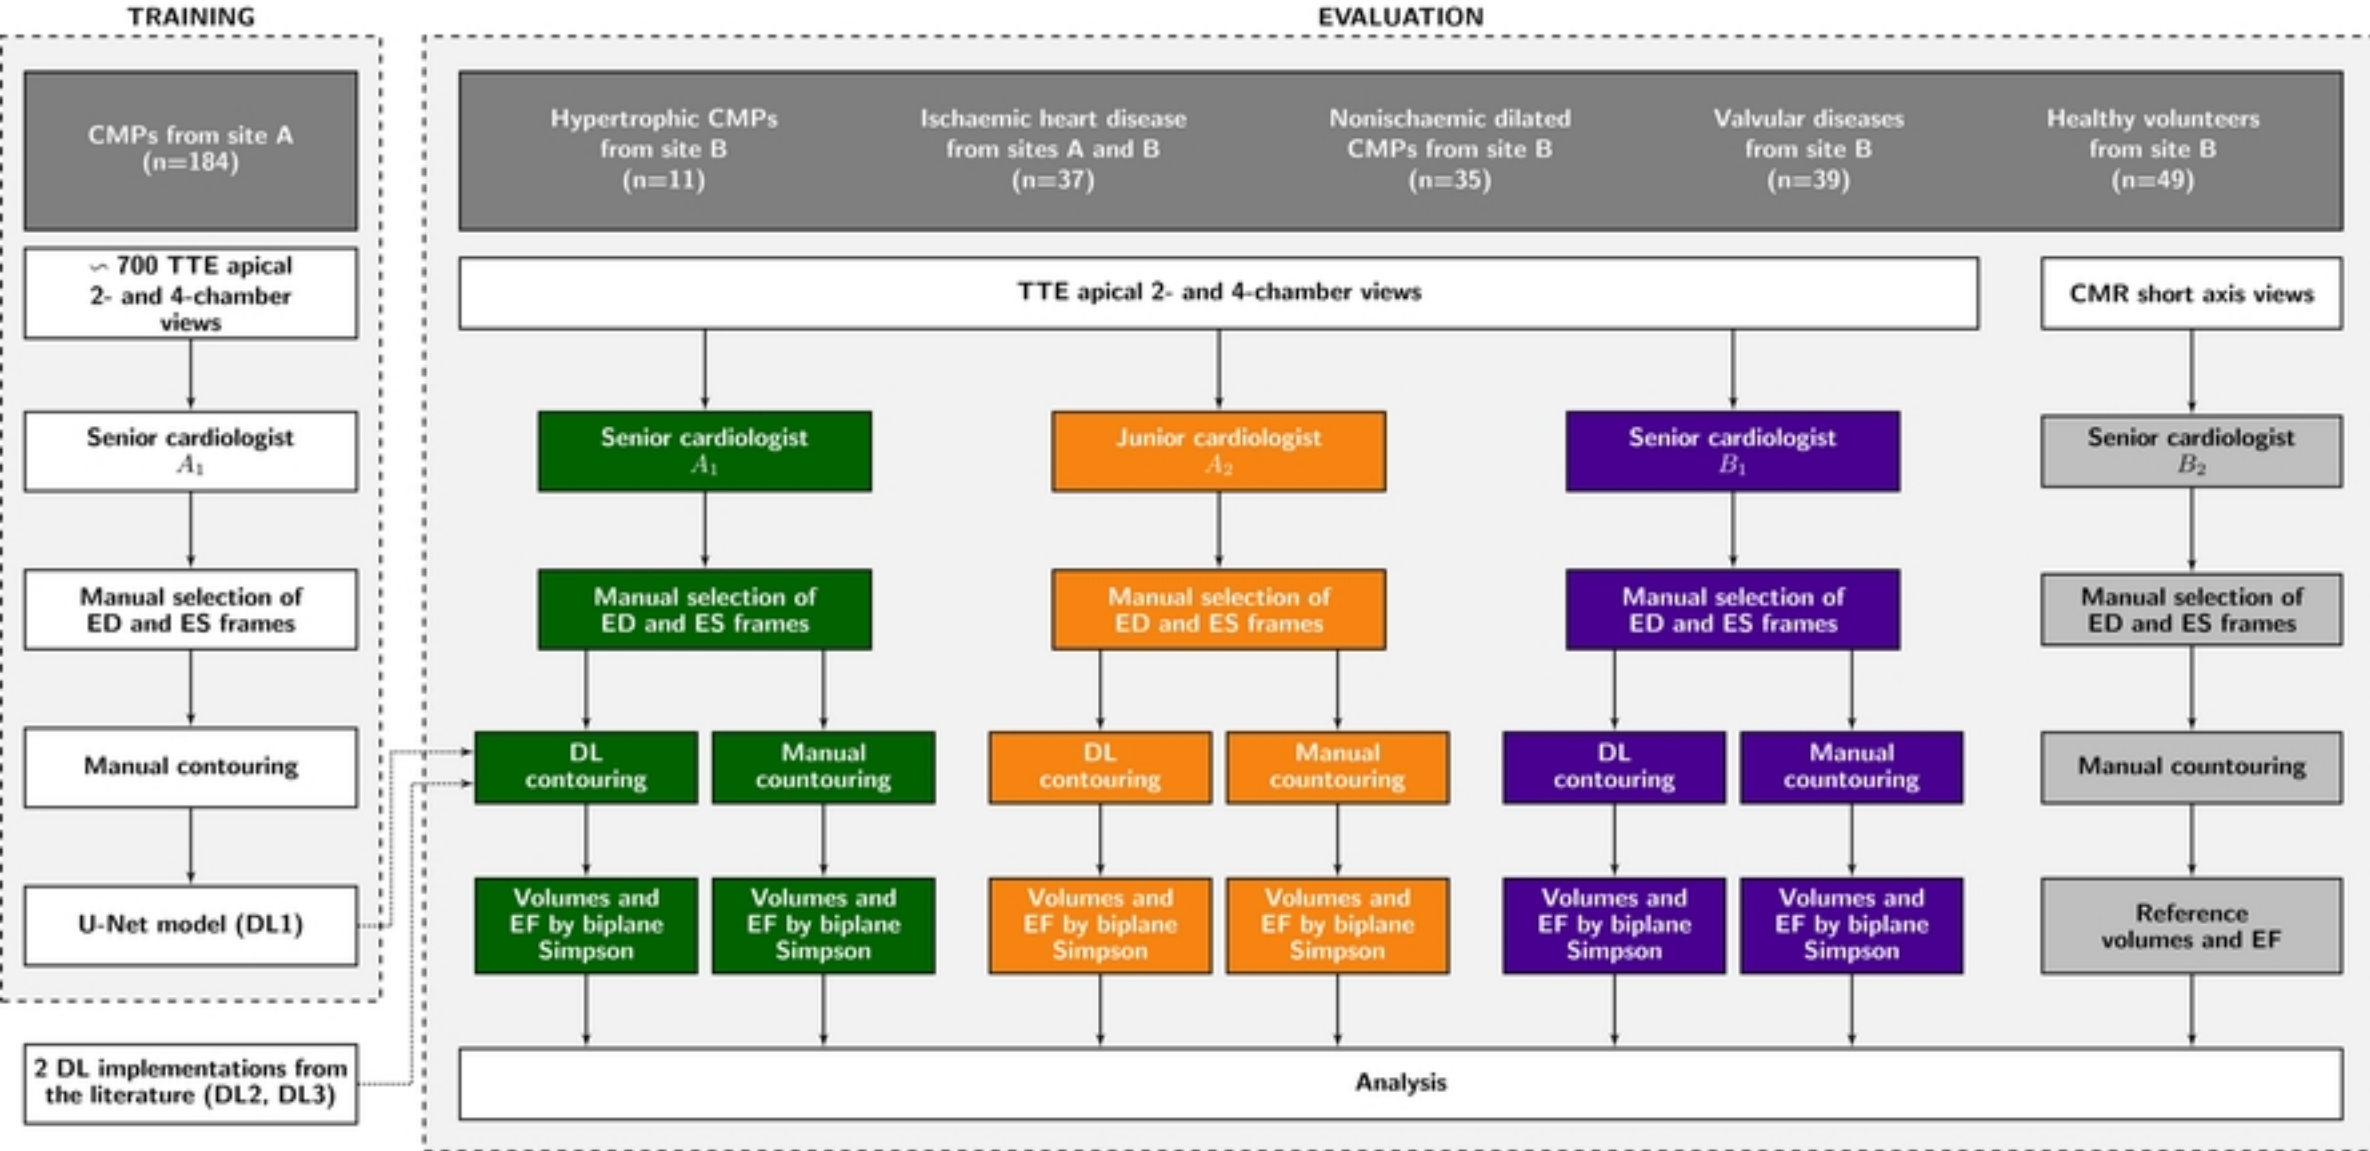 TRAINING
CMPs from site A
(n=184)
∽ 700 TTE apical
2- and 4-chamber
views
Senior cardiologist
A₁
Manual selection of
ED and ES frames
Manual contouring
U-Net model (DL1)
2 DL implementations from
the literature (DL2, DL3)
EVALUATION
Hypertrophic CMPs
from site B
(n=11)
Ischaemic heart disease
from sites A and B
(n=37)
Nonischaemic dilated
CMPs from site B
(n=35)
Valvular diseases
from site B
(n=39)
Healthy volunteers
from site B
(n=49)
TTE apical 2- and 4-chamber views
CMR short axis views
Senior cardiologist
A₁
Manual selection of
ED and ES frames
DL
contouring
Manual
countouring
Volumes and
EF by biplane
Simpson
Volumes and
EF by biplane
Simpson
Junior cardiologist
A₂
Manual selection of
ED and ES frames
DL
contouring
Manual
countouring
Volumes and
EF by biplane
Simpson
Volumes and
EF by biplane
Simpson
Senior cardiologist
B₁
Manual selection of
ED and ES frames
DL
contouring
Manual
countouring
Volumes and
EF by biplane
Simpson
Volumes and
EF by biplane
Simpson
Senior cardiologist
B₂
Manual selection of
ED and ES frames
Manual countouring
Reference
volumes and EF
Analysis